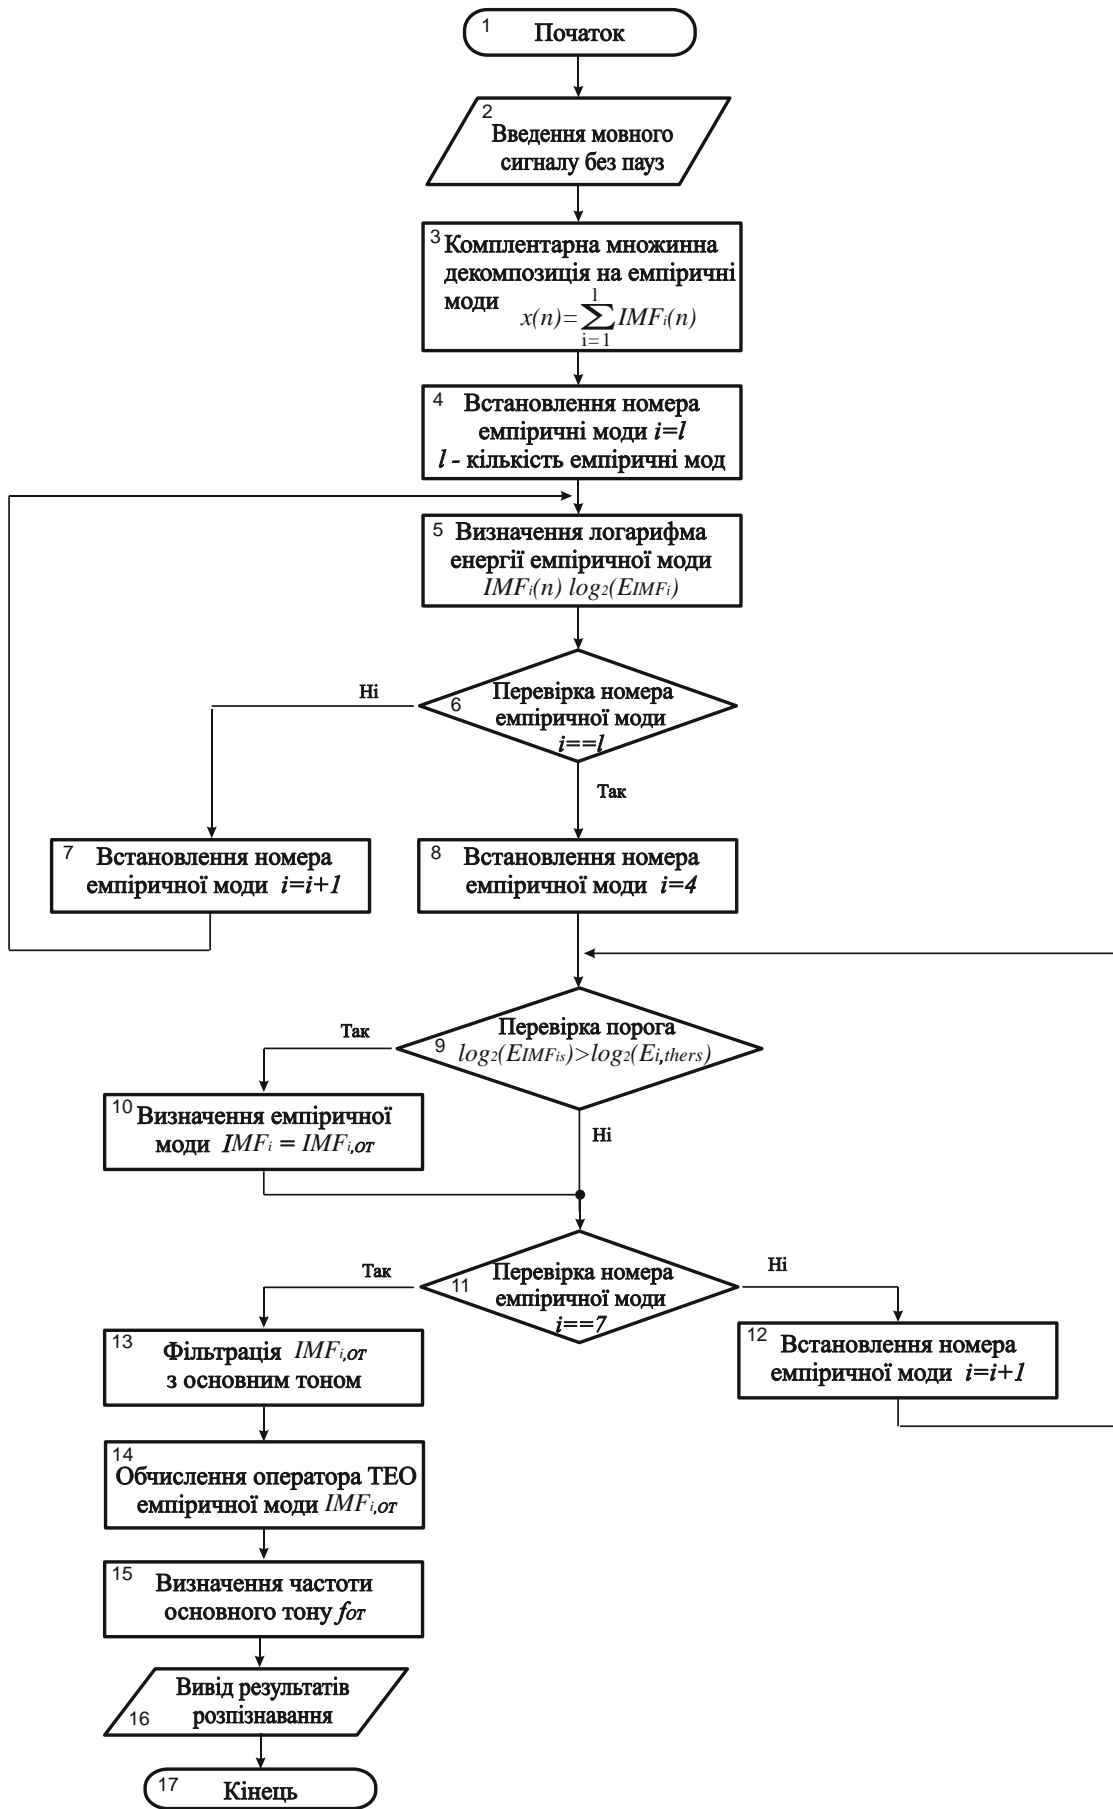 1 Початок
2
Введення мовного
сигналу без пауз
3 Комплентарна множинна
декомпозиція на емпіричні
моди
l
x(n)=∑IMFi(n)
i=1
4 Встановлення номера
емпіричні моди i=l
l - кількість емпіричні мод
5 Визначення логарифма
енергії емпіричної моди
IMFi(n) log2(EIMFi)
Ні
6 Перевірка номера
емпіричної моди
i==l
Так
7 Встановлення номера
емпіричної моди i=i+1
8 Встановлення номера
емпіричної моди i=4
Так
9 Перевірка порога
log2(EIMFis)>log2(Ei,thers)
10 Визначення емпіричної
моди IMFi = IMFi,ОТ
Ні
Так
11 Перевірка номера
емпіричної моди
i==7
Ні
12 Встановлення номера
емпіричної моди i=i+1
13 Фільтрація IMFi,ОТ
з основним тоном
14
Обчислення оператора ТЕО
емпіричної моди IMFi,ОТ
15 Визначення частоти
основного тону fОТ
16 Вивід результатів
розпізнавання
17 Кінець